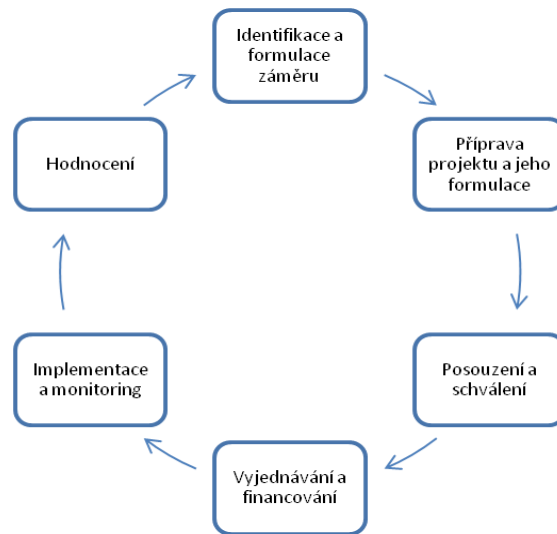 Identifikace a
formulace
záměru
Příprava
projektu a jeho
formulace
Posouzení a
schválení
Vyjednávání a
financování
Implementace
a monitoring
Hodnocení